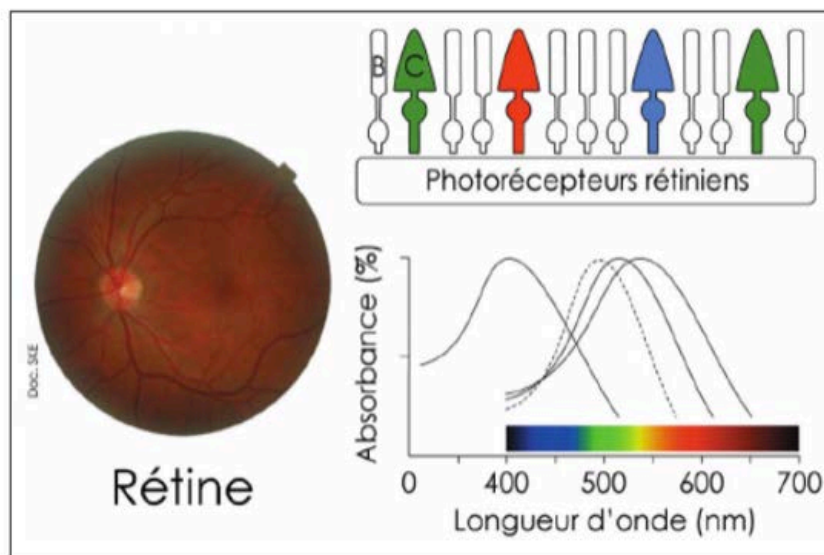 B
C
Photorécepteurs rétiniens
Doc. SKE
Rétine
Absorbance (%)
0
400
500
600
700
Longueur d'onde (nm)